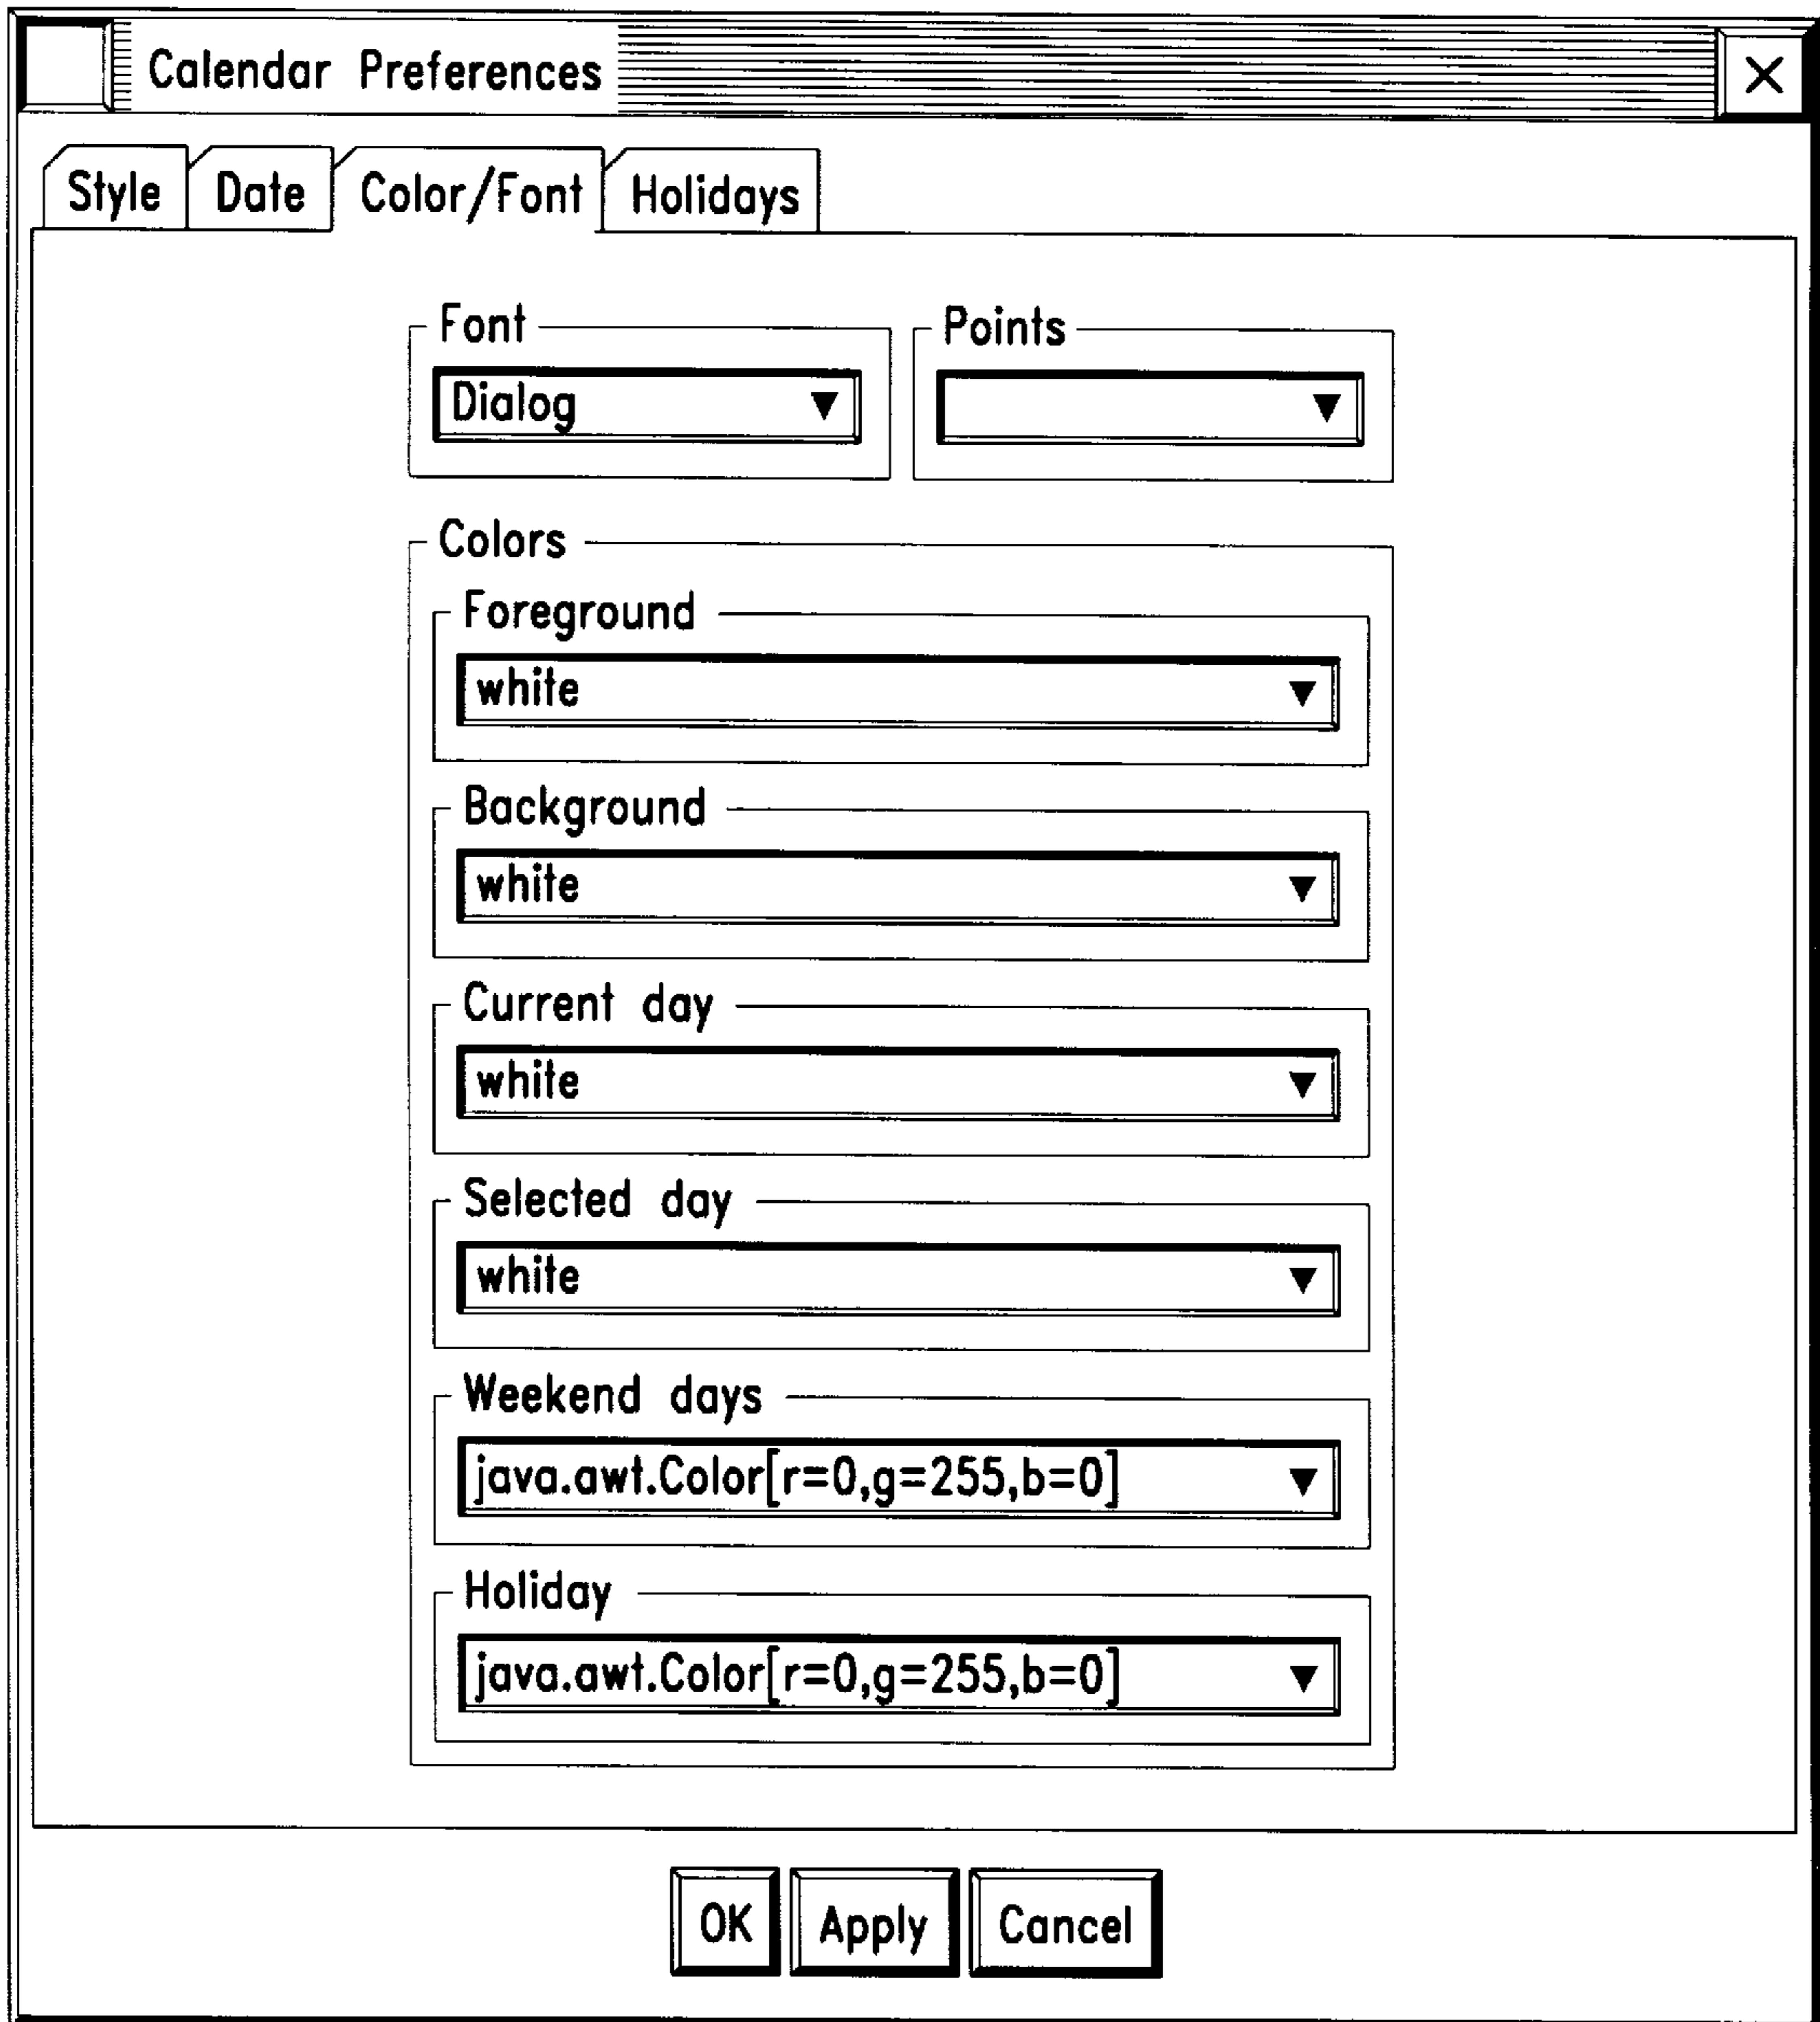 Calendar Preferences
Style Date Color/Font Holidays
Font Points
Dialog
Colors
Foreground
white
Background
white
Current day
white
Selected day
white
Weekend days
java.awt.Color[r=0,g=255,b=0]
Holiday
java.awt.Color[r=0,g=255,b=0]
OK Apply Cancel